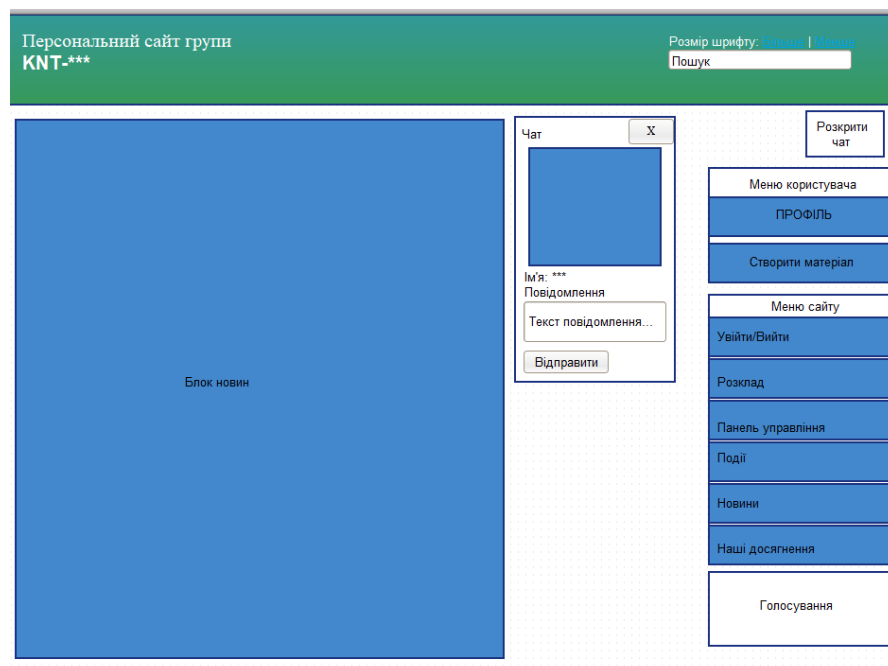 Персональний сайт групи
KNT-***
Розмір шрифту: |
Пошук
Чат
X
Ім'я: ***
Повідомлення
Текст повідомлення...
Відправити
Блок новин
Розкрити
чат
Меню користувача
ПРОФІЛЬ
Створити матеріал
Меню сайту
Увійти/Вийти
Розклад
Панель управління
Події
Новини
Наші досягнення
Голосування